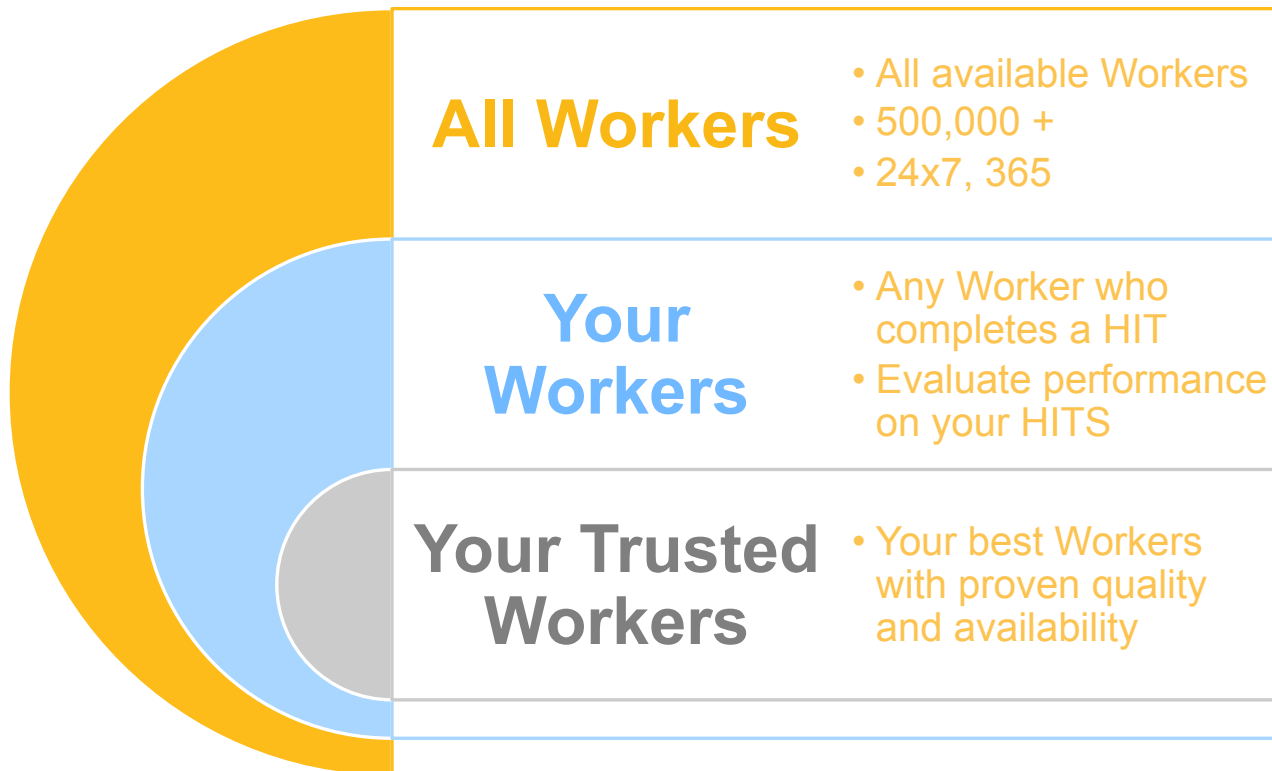 All Workers
• All available Workers
• 500,000 +
• 24x7, 365
Your
Workers
• Any Worker who
completes a HIT
• Evaluate performance
on your HITS
Your Trusted
Workers
• Your best Workers
with proven quality
and availability